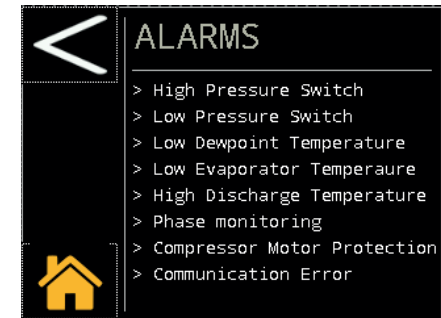 ALARMS
> High Pressure Switch
> Low Pressure Switch
> Low Dewpoint Temperature
> Low Evaporator Temperaure
> High Discharge Temperature
> Phase monitoring
> Compressor Motor Protection
> Communication Error